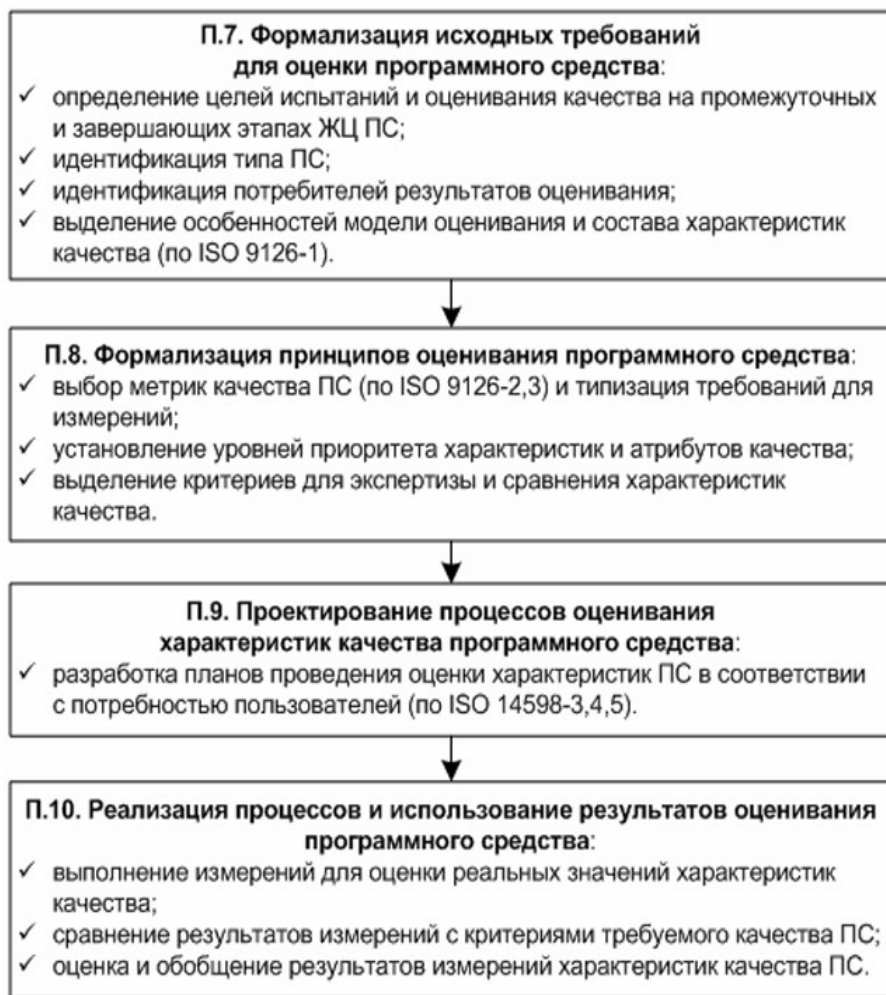 П.7. Формализация исходных требований
для оценки программного средства:
✓ определение целей испытаний и оценивания качества на промежуточных
и завершающих этапах ЖЦ ПС;
✓ идентификация типа ПС;
✓ идентификация потребителей результатов оценивания;
✓ выделение особенностей модели оценивания и состава характеристик
качества (по ISO 9126-1).
П.8. Формализация принципов оценивания программного средства:
✓ выбор метрик качества ПС (по ISO 9126-2,3) и типизация требований для
измерений;
✓ установление уровней приоритета характеристик и атрибутов качества;
✓ выделение критериев для экспертизы и сравнения характеристик
качества.
П.9. Проектирование процессов оценивания
характеристик качества программного средства:
✓ разработка планов проведения оценки характеристик ПС в соответствии
с потребностью пользователей (по ISO 14598-3,4,5).
П.10. Реализация процессов и использование результатов оценивания
программного средства:
✓ выполнение измерений для оценки реальных значений характеристик
качества;
✓ сравнение результатов измерений с критериями требуемого качества ПС;
✓ оценка и обобщение результатов измерений характеристик качества ПС.